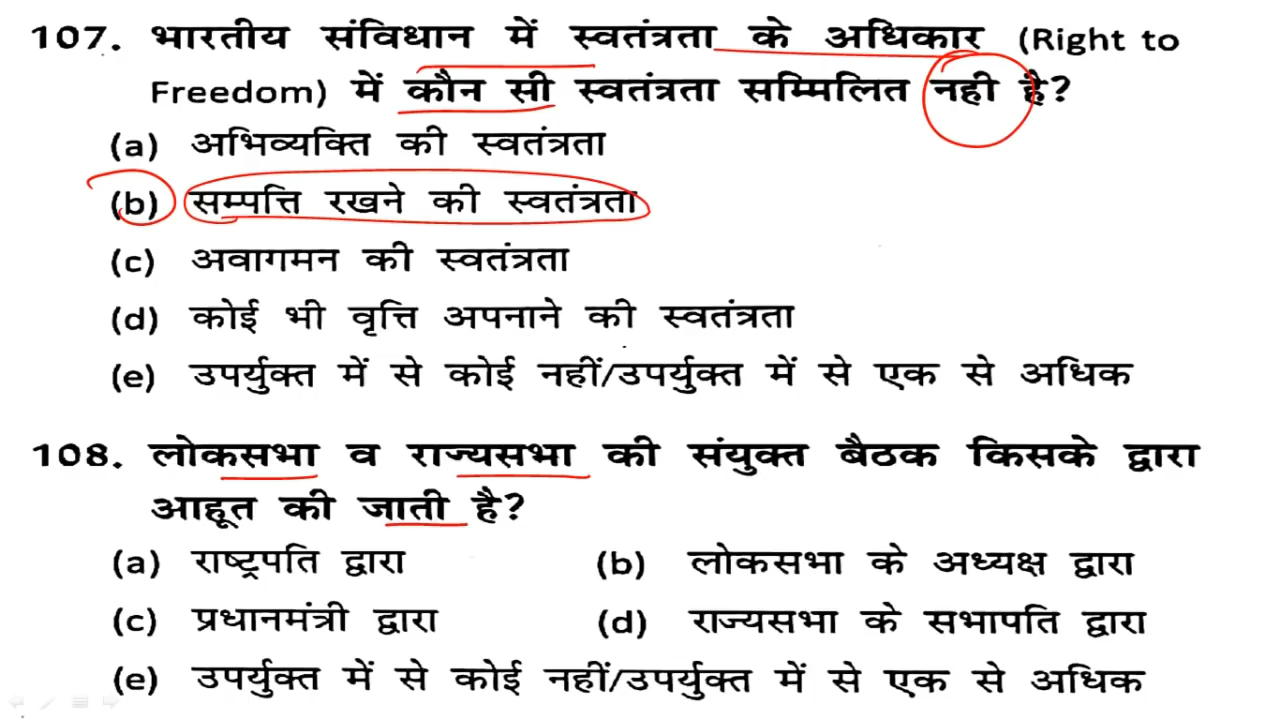 107. भारतीय संविधान में स्वतंत्रता के अधिकार (Right to
Freedom) में कौन सी स्वतंत्रता सम्मिलित नही है?
(a) अभिव्यक्ति की स्वतंत्रता
(b) सम्पत्ति रखने की स्वतंत्रता
(c) अवागमन की स्वतंत्रता
(d) कोई भी वृत्ति अपनाने की स्वतंत्रता
(e) उपर्युक्त में से कोई नहीं/उपर्युक्त में से एक से अधिक
108. लोकसभा व राज्यसभा की संयुक्त बैठक किसके द्वारा
आहूत की जाती है?
(a) राष्ट्रपति द्वारा (b) लोकसभा के अध्यक्ष द्वारा
(c) प्रधानमंत्री द्वारा (d) राज्यसभा के सभापति द्वारा
(e) उपर्युक्त में से कोई नहीं/उपर्युक्त में से एक से अधिक